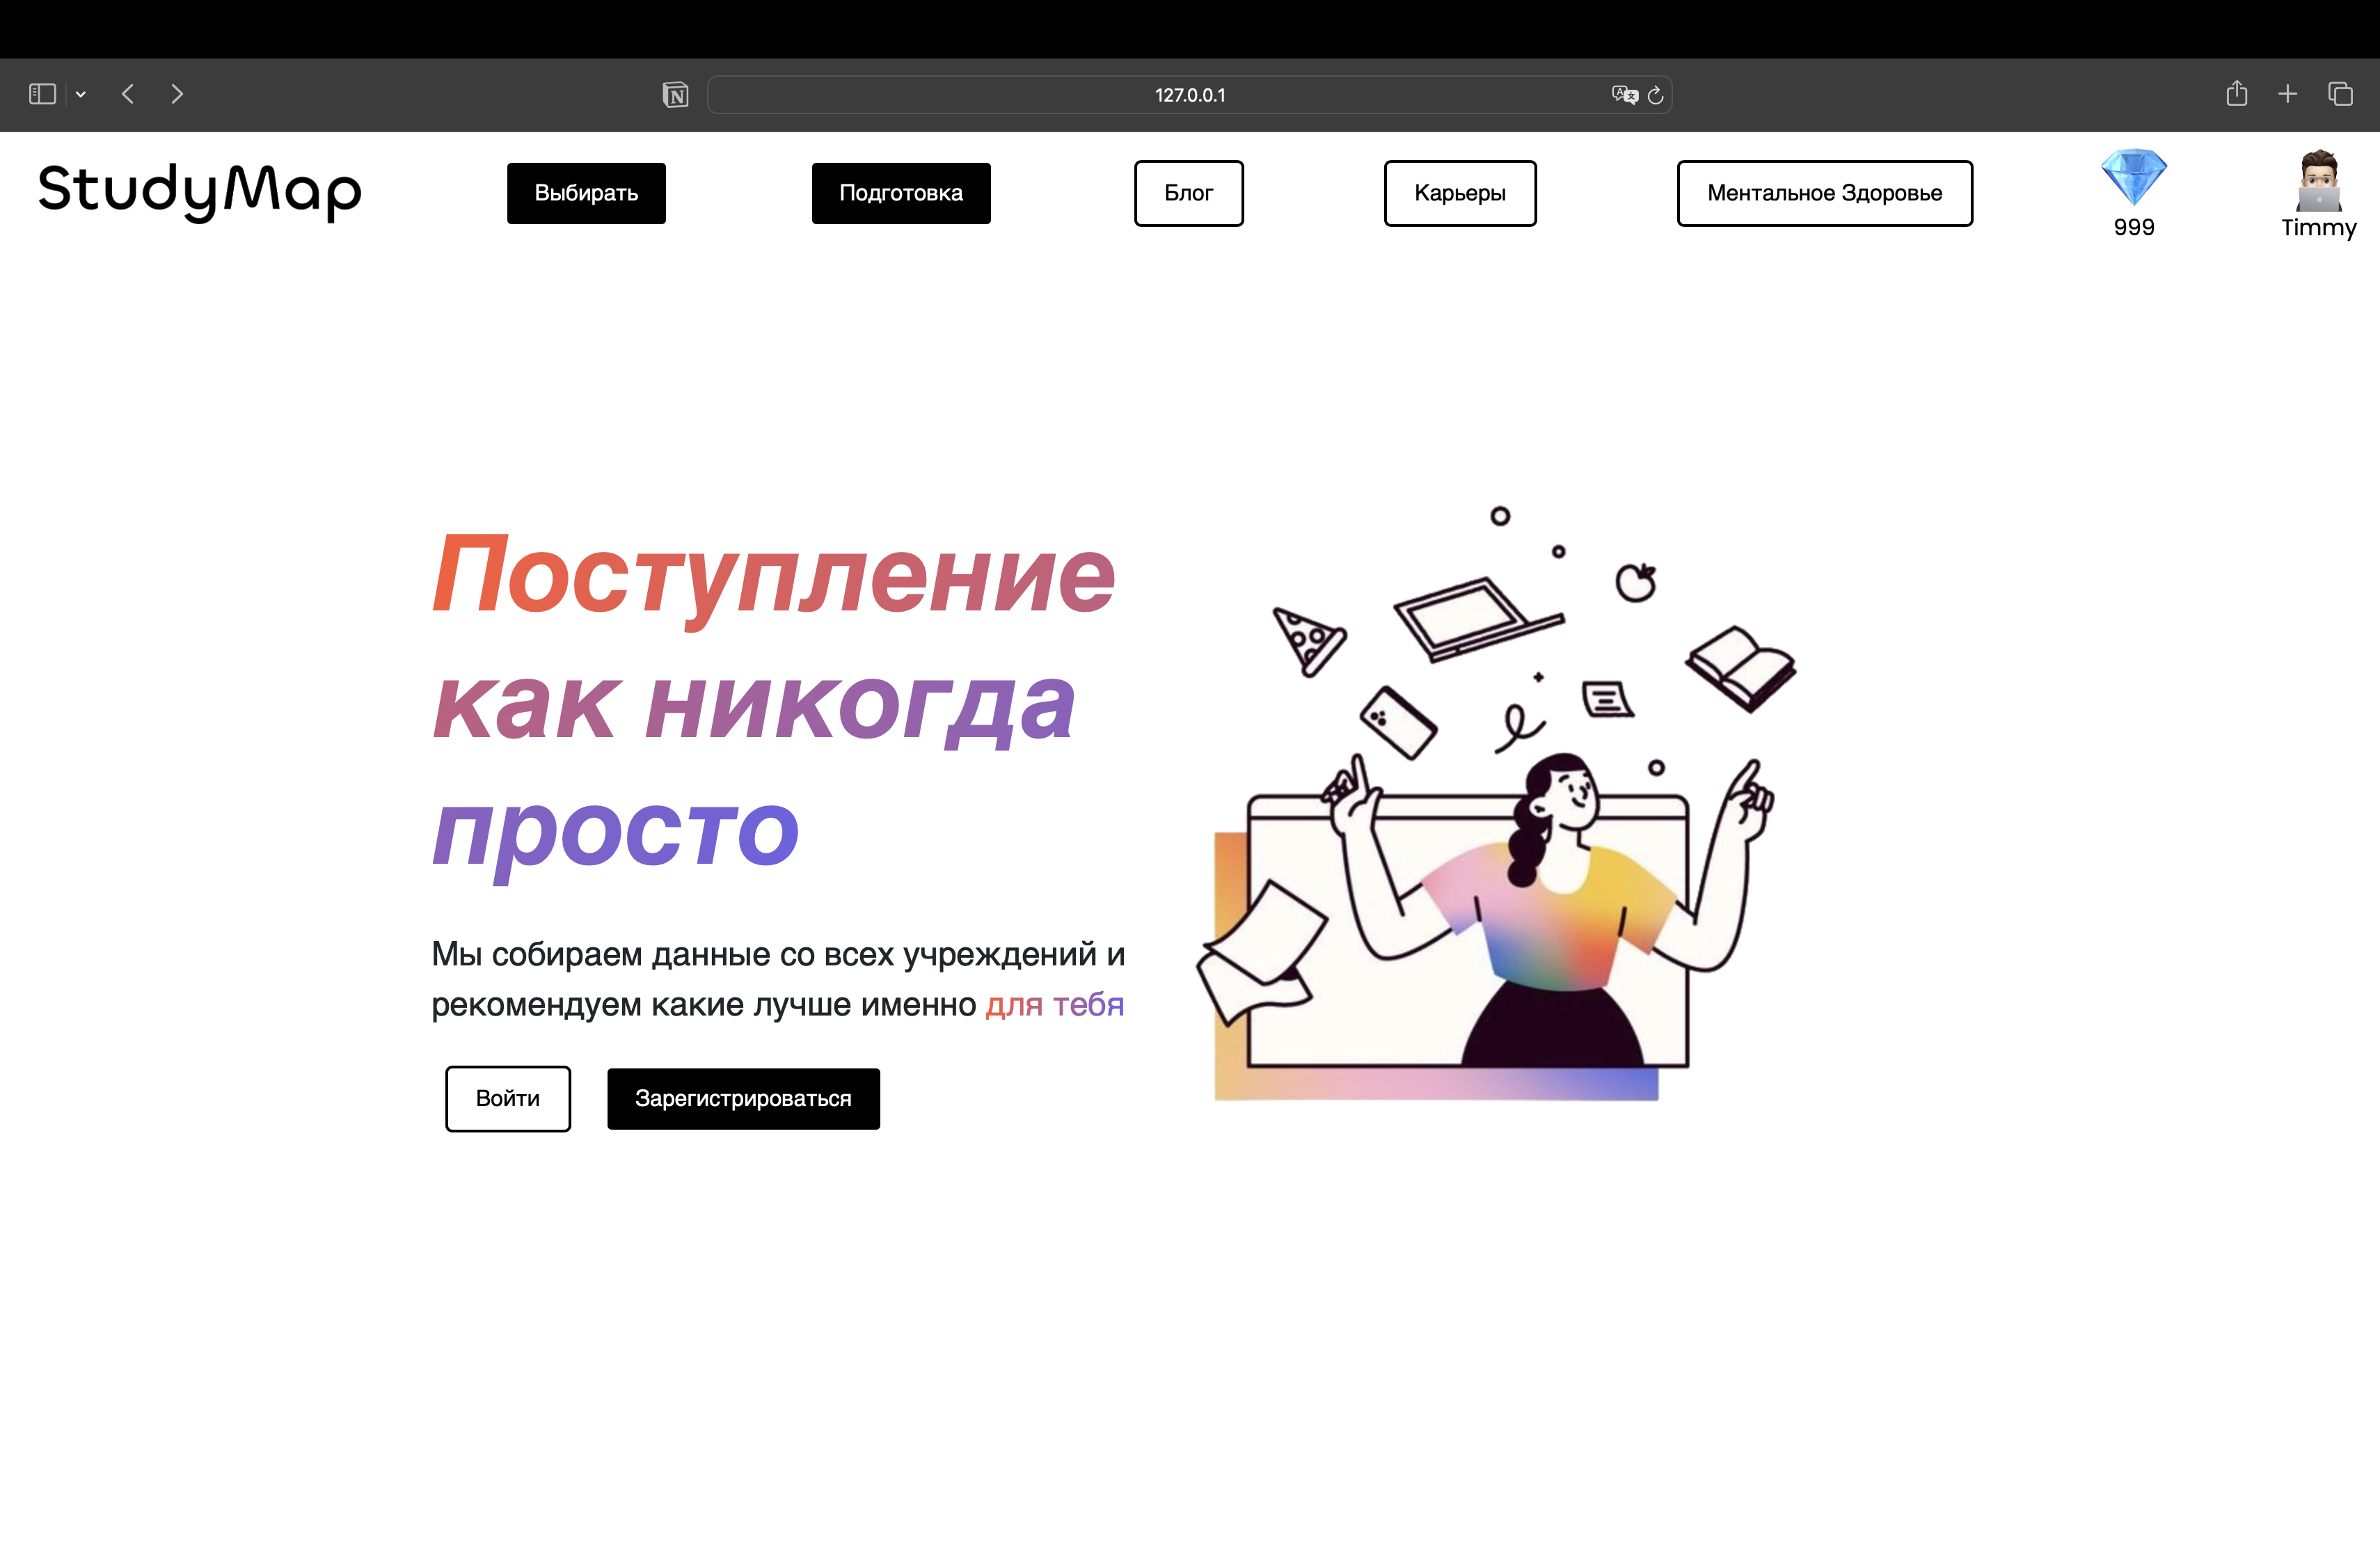 127.0.0.1
StudyMap
Выбирать
Подготовка
Блог
Карьеры
Ментальное Здоровье
999
Timmy
Поступление
как никогда
просто
Мы собираем данные со всех учреждений и
рекомендуем какие лучше именно для тебя
Войти
Зарегистрироваться